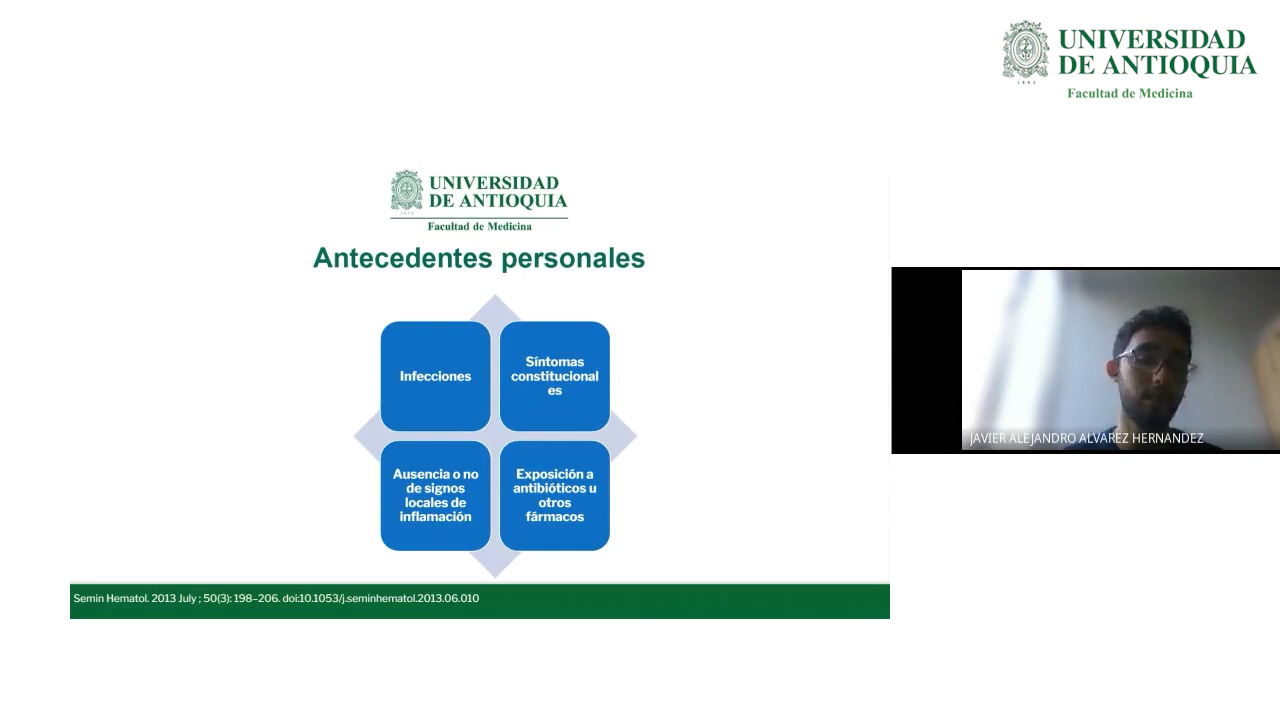 UNIVERSIDAD
DE ANTIOQUIA
Facultad de Medicina
UNIVERSIDAD
DE ANTIOQUIA
Facultad de Medicina
Antecedentes personales
Infecciones
Síntomas
constitucional
es
Ausencia o no
de signos
locales de
inflamación
Exposición a
antibióticos u
otros
fármacos
Semin Hematol. 2013 July ; 50(3): 198–206. doi:10.1053/j.seminhematol.2013.06.010
JAVIER ALEJANDRO ALVAREZ HERNANDEZ